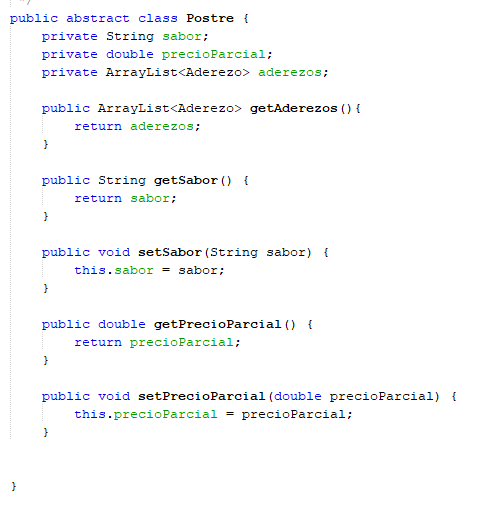 */
public abstract class Postre {
    private String sabor;
    private double precioParcial;
    private ArrayList<Aderezo> aderezos;
    public ArrayList<Aderezo> getAderezos(){
        return aderezos;
    }
    public String getSabor() {
        return sabor;
    }
    public void setSabor(String sabor) {
        this.sabor = sabor;
    }
    public double getPrecioParcial() {
        return precioParcial;
    }
    public void setPrecioParcial(double precioParcial) {
        this.precioParcial = precioParcial;
    }
}